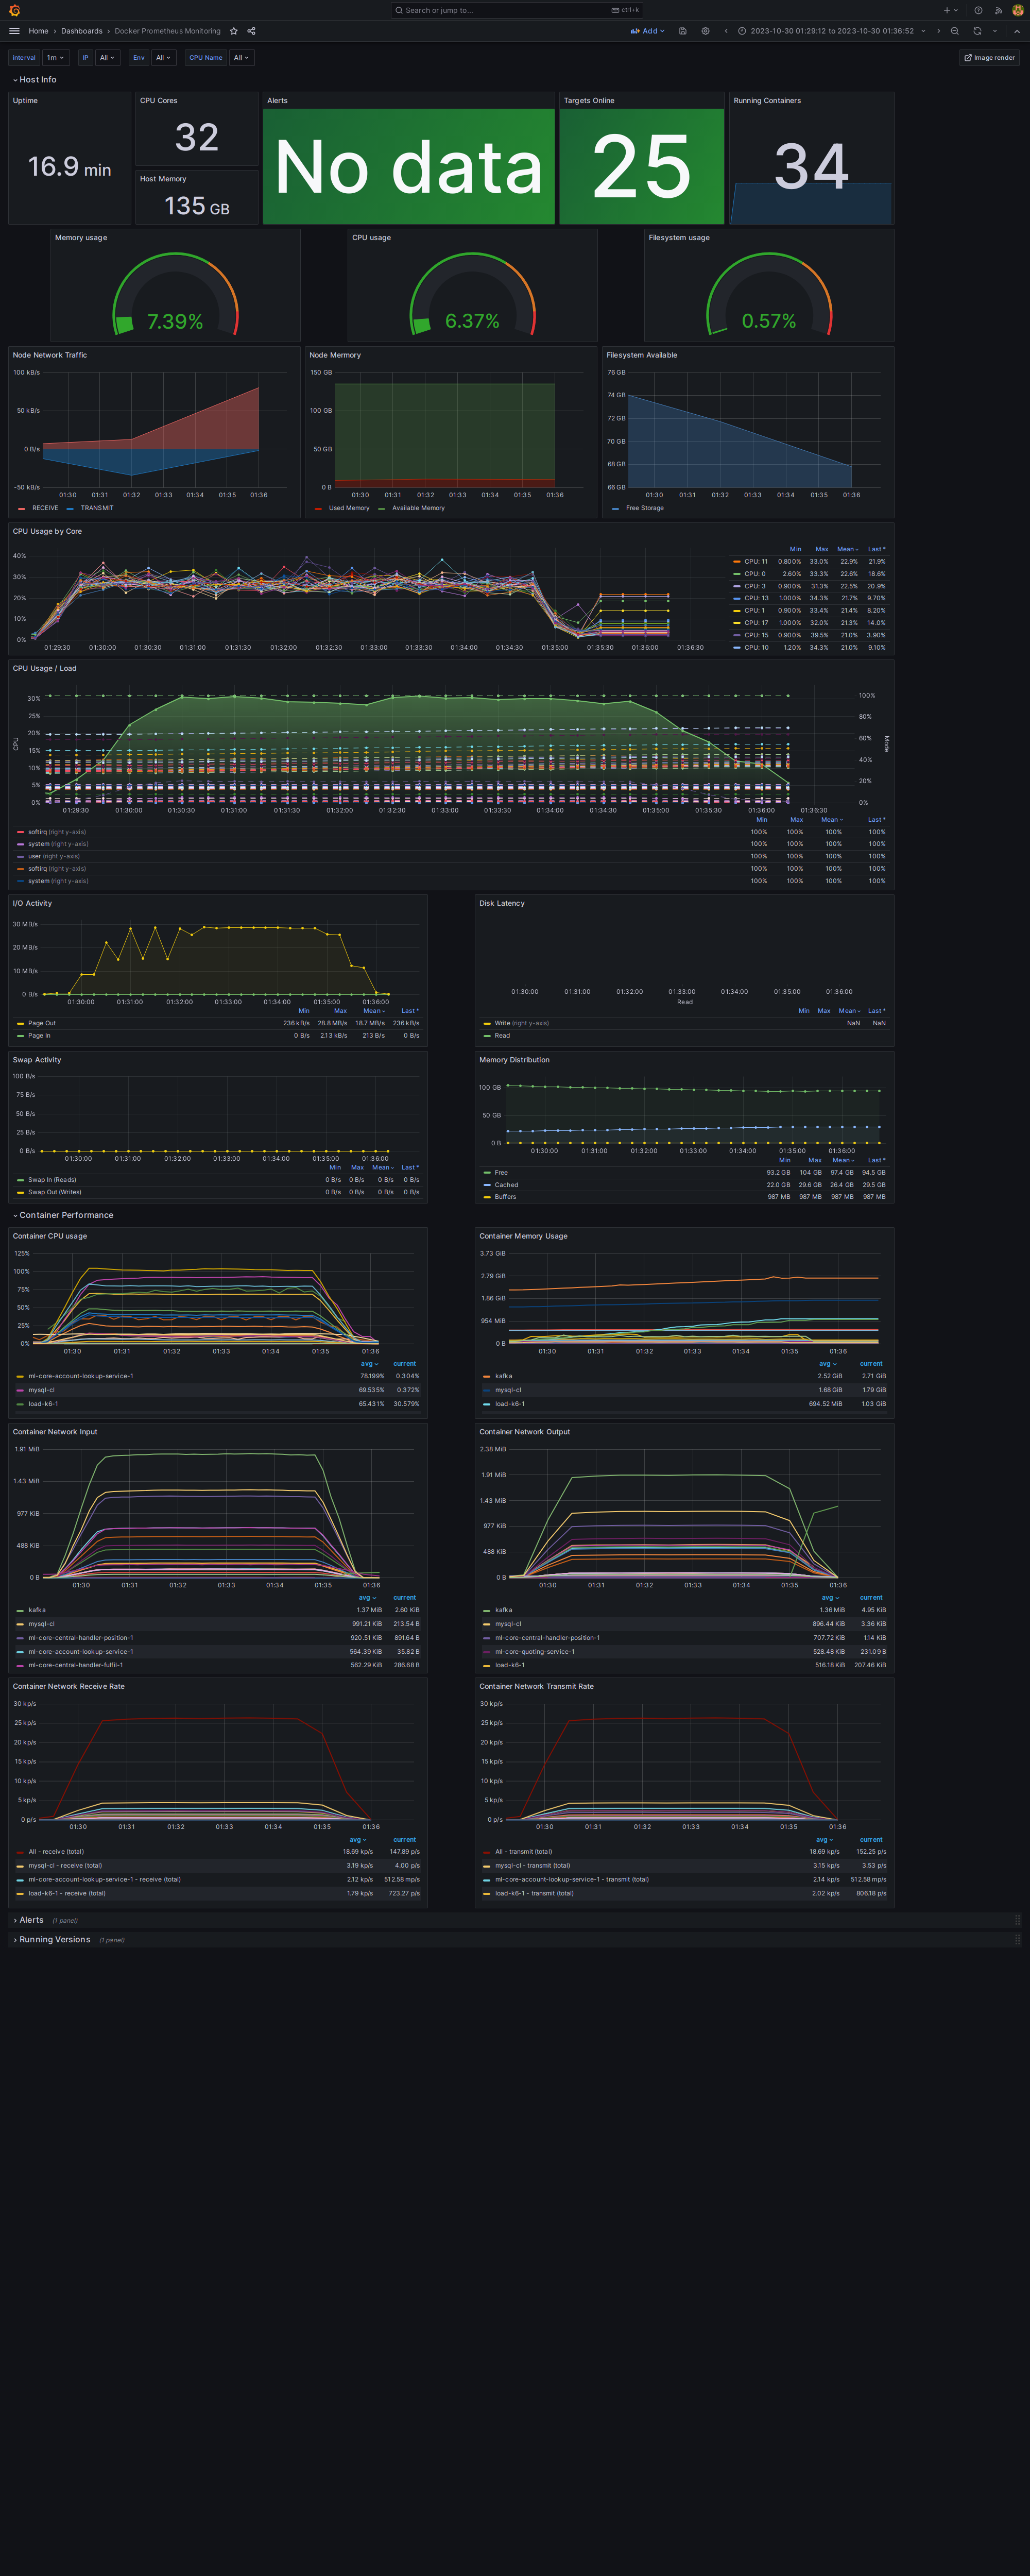 Search or jump to... ctrl+k
Home › Dashboards › Docker Prometheus Monitoring Add 2023-10-30 01:29:12 to 2023-10-30 01:36:52
Interval 1m IP All Env All CPU Name All Image render
Host Info
Uptime CPU Cores Alerts Targets Online Running Containers
16.9 min 32 No data 25 34
Host Memory
135 GB
Memory usage CPU usage Filesystem usage
7.39% 6.37% 0.57%
Node Network Traffic
100 kB/s
50 kB/s
0 B/s
-50 kB/s
01:30 01:31 01:32 01:33 01:34 01:35 01:36
RECEIVE TRANSMIT
Node Mermory
150 GB
100 GB
50 GB
0 B
01:30 01:31 01:32 01:33 01:34 01:35 01:36
Used Memory Available Memory
Filesystem Available
76 GB
74 GB
72 GB
70 GB
68 GB
66 GB
01:30 01:31 01:32 01:33 01:34 01:35 01:36
Free Storage
CPU Usage by Core
40%
30%
20%
10%
0%
01:29:30 01:30:00 01:30:30 01:31:00 01:31:30 01:32:00 01:32:30 01:33:00 01:33:30 01:34:00 01:34:30 01:35:00 01:35:30 01:36:00 01:36:30
Min Max Mean Last *
CPU: 11 0.800% 33.0% 22.9% 21.9%
CPU: 0 2.60% 33.3% 22.6% 18.6%
CPU: 3 0.900% 31.3% 22.5% 20.9%
CPU: 13 1.000% 34.3% 21.7% 9.70%
CPU: 1 0.900% 33.4% 21.4% 8.20%
CPU: 17 1.000% 32.0% 21.3% 14.0%
CPU: 15 0.900% 39.5% 21.0% 3.90%
CPU: 10 1.20% 34.3% 21.0% 9.10%
CPU Usage / Load
30% 100%
25% 80%
20%
15% 60%
10% 40%
5% 20%
0% 0%
CPU
Mode
01:29:30 01:30:00 01:30:30 01:31:00 01:31:30 01:32:00 01:32:30 01:33:00 01:33:30 01:34:00 01:34:30 01:35:00 01:35:30 01:36:00 01:36:30
Min Max Mean Last *
softirq (right y-axis) 100% 100% 100% 100%
system (right y-axis) 100% 100% 100% 100%
user (right y-axis) 100% 100% 100% 100%
softirq (right y-axis) 100% 100% 100% 100%
system (right y-axis) 100% 100% 100% 100%
I/O Activity
30 MB/s
20 MB/s
10 MB/s
0 B/s
01:30:00 01:31:00 01:32:00 01:33:00 01:34:00 01:35:00 01:36:00
Min Max Mean Last *
Page Out 236 kB/s 28.8 MB/s 18.7 MB/s 236 kB/s
Page In 0 B/s 2.13 kB/s 213 B/s 0 B/s
Disk Latency
01:30:00 01:31:00 01:32:00 01:33:00 01:34:00 01:35:00 01:36:00
Read
Min Max Mean Last *
Write (right y-axis) NaN NaN
Read
Swap Activity
100 B/s
75 B/s
50 B/s
25 B/s
0 B/s
01:30:00 01:31:00 01:32:00 01:33:00 01:34:00 01:35:00 01:36:00
Min Max Mean Last *
Swap In (Reads) 0 B/s 0 B/s 0 B/s 0 B/s
Swap Out (Writes) 0 B/s 0 B/s 0 B/s 0 B/s
Memory Distribution
100 GB
50 GB
0 B
01:30:00 01:31:00 01:32:00 01:33:00 01:34:00 01:35:00 01:36:00
Min Max Mean Last *
Free 93.2 GB 104 GB 97.4 GB 94.5 GB
Cached 22.0 GB 29.6 GB 26.4 GB 29.5 GB
Buffers 987 MB 987 MB 987 MB 987 MB
Container Performance
Container CPU usage
125%
100%
75%
50%
25%
0%
01:30 01:31 01:32 01:33 01:34 01:35 01:36
avg current
ml-core-account-lookup-service-1 78.199% 0.304%
mysql-cl 69.535% 0.372%
load-k6-1 65.431% 30.579%
Container Memory Usage
3.73 GiB
2.79 GiB
1.86 GiB
954 MiB
0 B
01:30 01:31 01:32 01:33 01:34 01:35 01:36
avg current
kafka 2.52 GiB 2.71 GiB
mysql-cl 1.68 GiB 1.79 GiB
load-k6-1 694.52 MiB 1.03 GiB
Container Network Input
1.91 MiB
1.43 MiB
977 KiB
488 KiB
0 B
01:30 01:31 01:32 01:33 01:34 01:35 01:36
avg current
kafka 1.37 MiB 2.60 KiB
mysql-cl 991.21 KiB 213.54 B
ml-core-central-handler-position-1 920.51 KiB 891.64 B
ml-core-account-lookup-service-1 564.39 KiB 35.82 B
ml-core-central-handler-fulfil-1 562.29 KiB 286.68 B
Container Network Output
2.38 MiB
1.91 MiB
1.43 MiB
977 KiB
488 KiB
0 B
01:30 01:31 01:32 01:33 01:34 01:35 01:36
avg current
kafka 1.36 MiB 4.95 KiB
mysql-cl 896.44 KiB 3.36 KiB
ml-core-central-handler-position-1 707.72 KiB 1.14 KiB
ml-core-quoting-service-1 528.48 KiB 231.09 B
load-k6-1 516.18 KiB 207.46 KiB
Container Network Receive Rate
30 kp/s
25 kp/s
20 kp/s
15 kp/s
10 kp/s
5 kp/s
0 p/s
01:30 01:31 01:32 01:33 01:34 01:35 01:36
avg current
All - receive (total) 18.69 kp/s 147.89 p/s
mysql-cl - receive (total) 3.19 kp/s 4.00 p/s
ml-core-account-lookup-service-1 - receive (total) 2.12 kp/s 512.58 mp/s
load-k6-1 - receive (total) 1.79 kp/s 723.27 p/s
Container Network Transmit Rate
30 kp/s
25 kp/s
20 kp/s
15 kp/s
10 kp/s
5 kp/s
0 p/s
01:30 01:31 01:32 01:33 01:34 01:35 01:36
avg current
All - transmit (total) 18.69 kp/s 152.25 p/s
mysql-cl - transmit (total) 3.15 kp/s 3.53 p/s
ml-core-account-lookup-service-1 - transmit (total) 2.14 kp/s 512.58 mp/s
load-k6-1 - transmit (total) 2.02 kp/s 806.18 p/s
Alerts (1 panel)
Running Versions (1 panel)